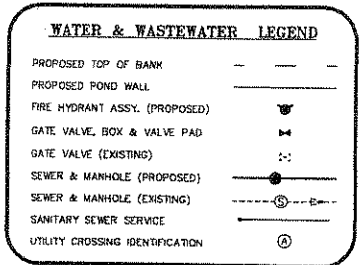 WATER & WASTEWATER LEGEND
PROPOSED TOP OF BANK
PROPOSED POND WALL
FIRE HYDRANT ASSY. (PROPOSED)
GATE VALVE, BOX & VALVE PAD
GATE VALVE (EXISTING)
SEWER & MANHOLE (PROPOSED)
SEWER & MANHOLE (EXISTING) S
SANITARY SEWER SERVICE
UTILITY CROSSING IDENTIFICATION A